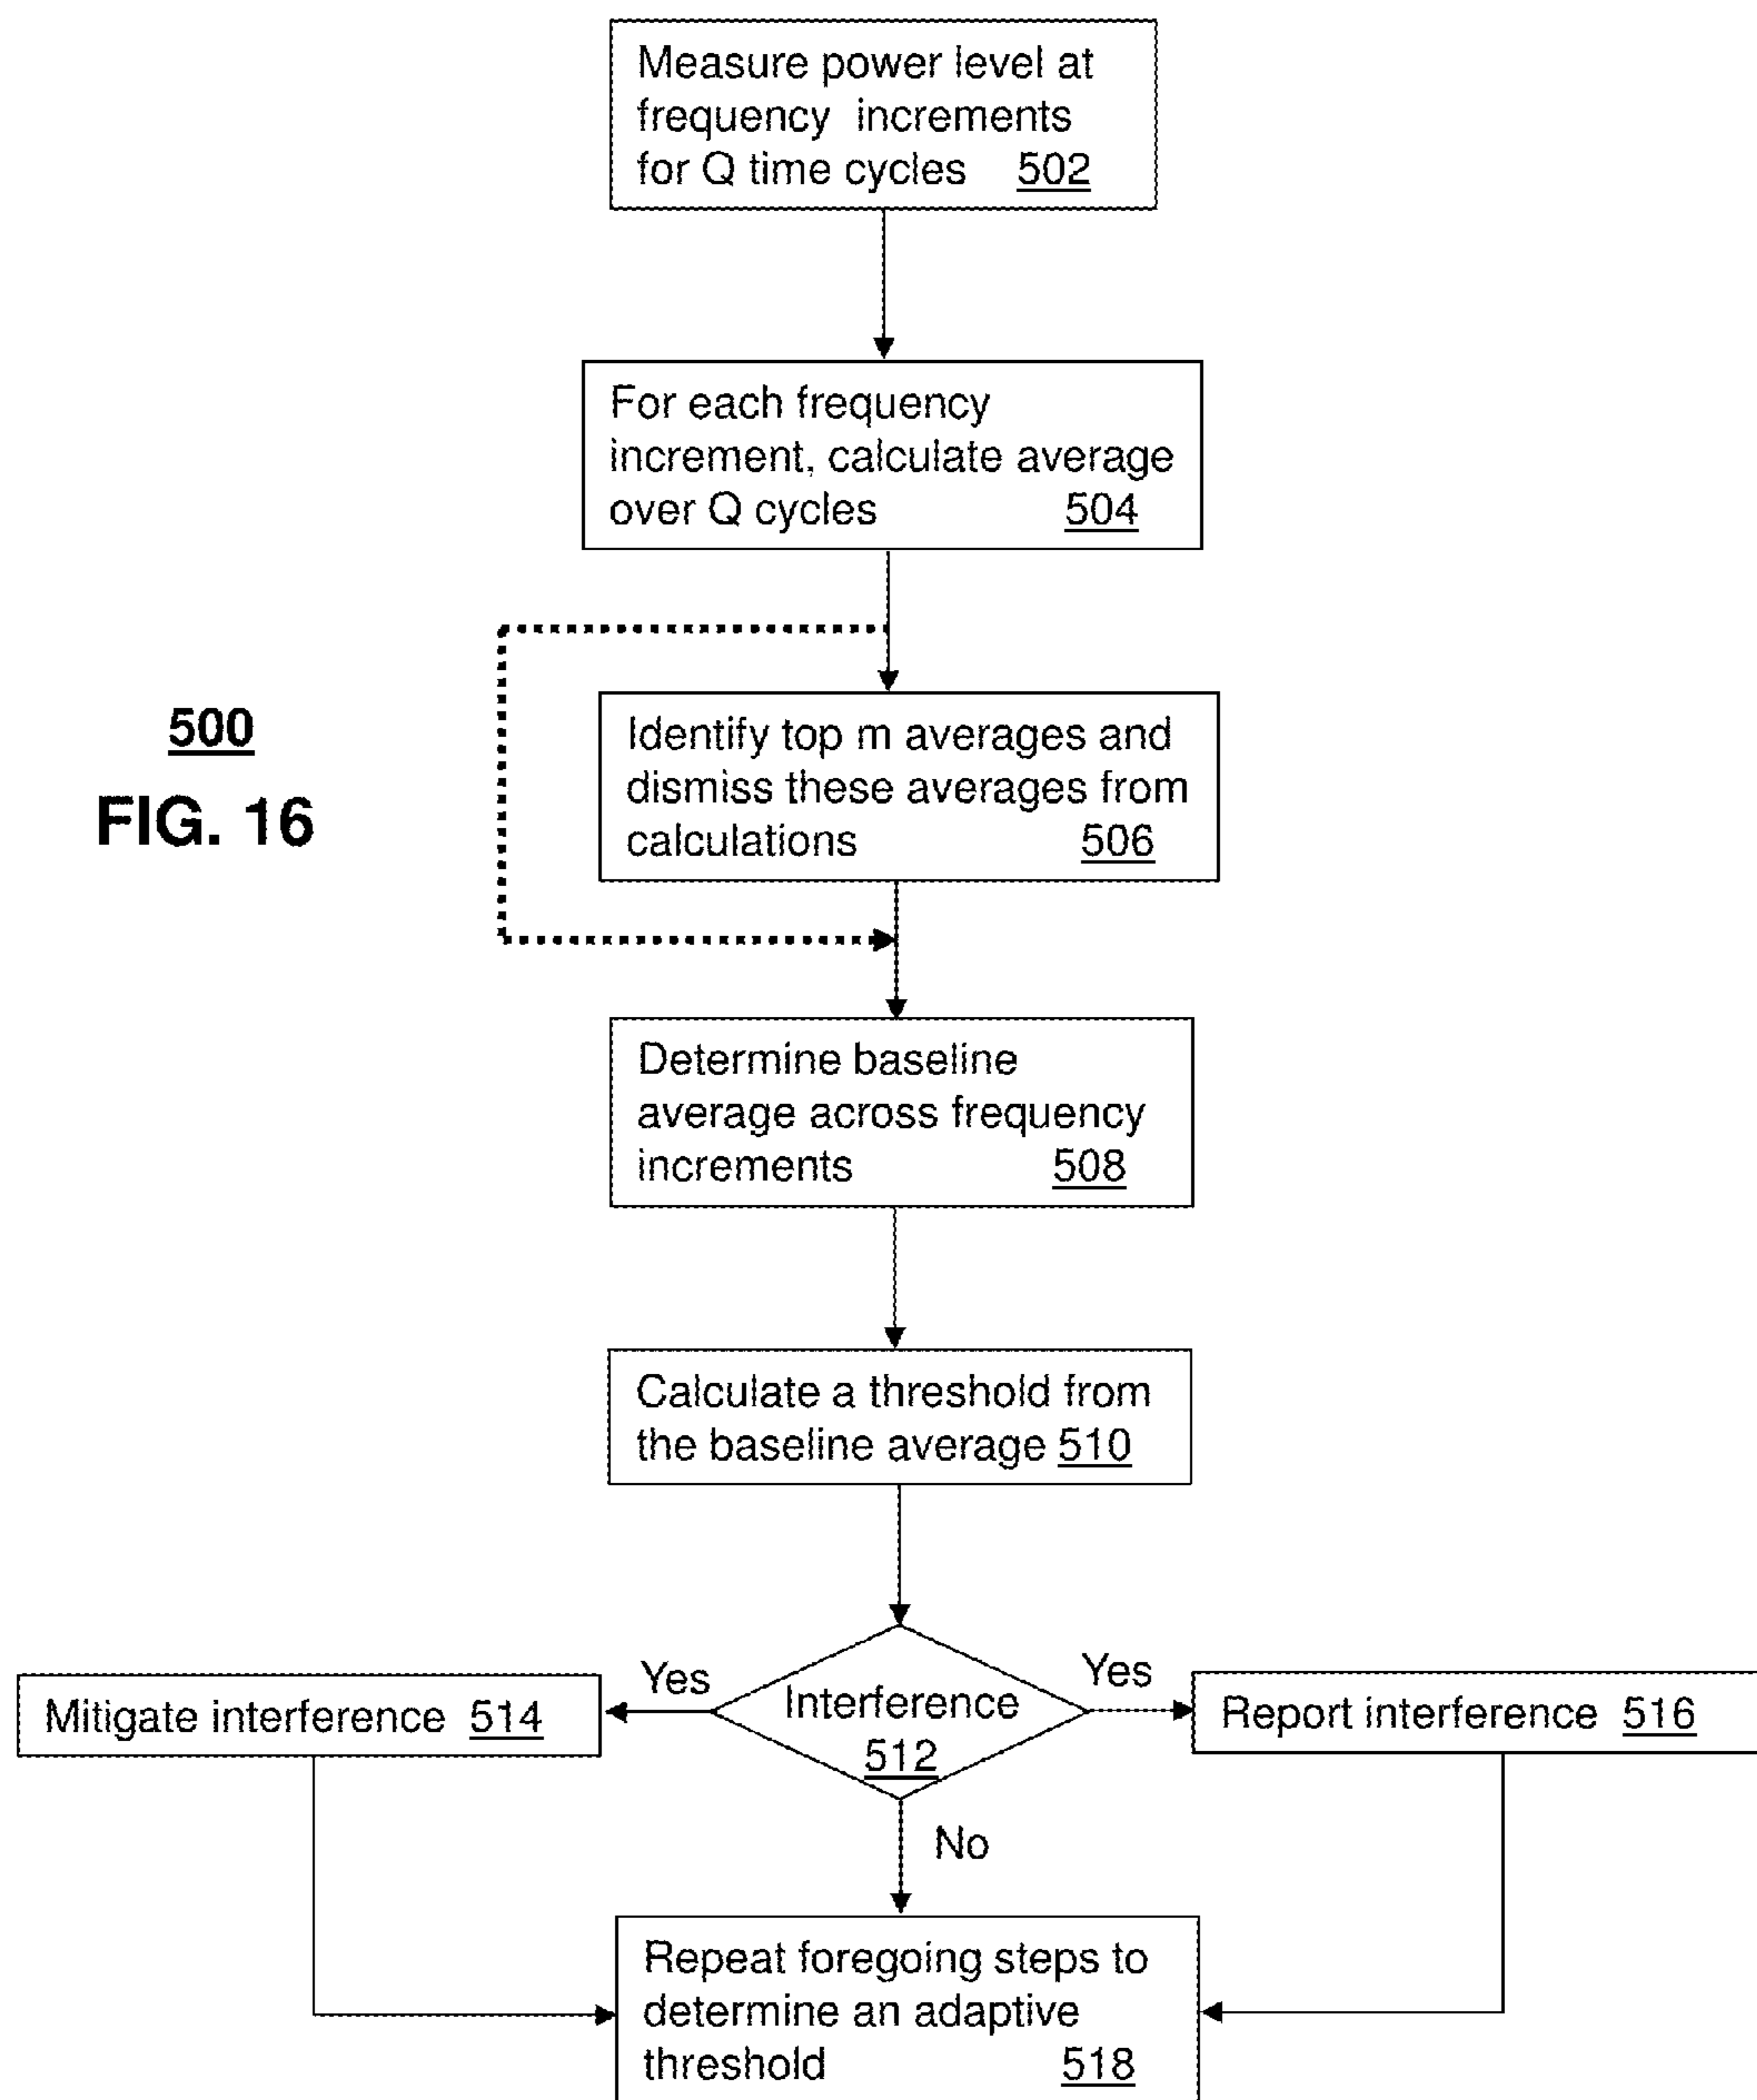 Measure power level at
frequency increments
for Q time cycles 502
For each frequency
increment, calculate average
over Q cycles 504
500
FIG. 16
Identify top m averages and
dismiss these averages from
calculations 506
Determine baseline
average across frequency
increments 508
Calculate a threshold from
the baseline average 510
Yes
Yes
Mitigate interference 514
Interference
512
Report interference 516
No
Repeat foregoing steps to
determine an adaptive
threshold 518